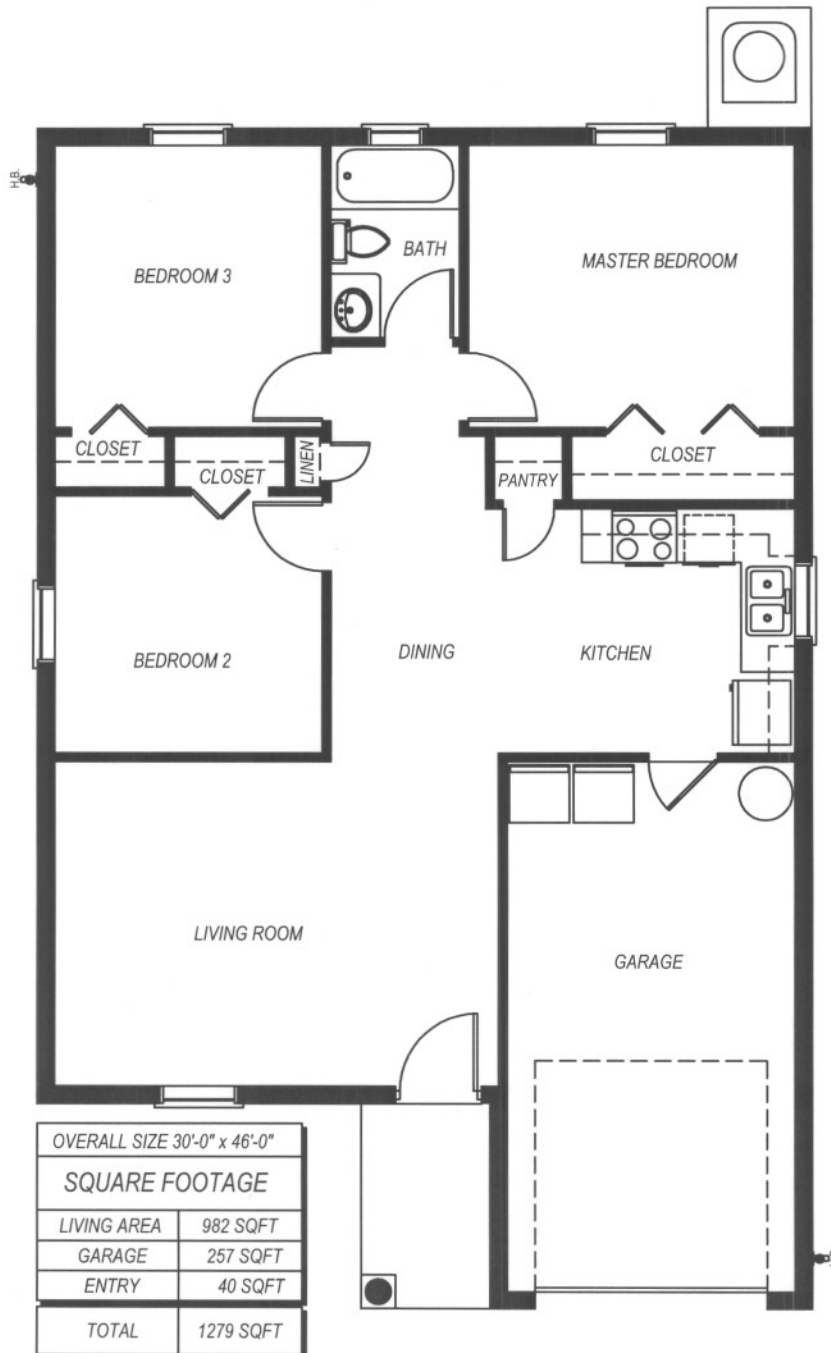 H.B.
BATH
BEDROOM 3
MASTER BEDROOM
CLOSET
CLOSET
LINEN
PANTRY
CLOSET
BEDROOM 2
DINING
KITCHEN
LIVING ROOM
GARAGE
OVERALL SIZE 30'-0" x 46'-0"
SQUARE FOOTAGE
LIVING AREA 982 SQFT
GARAGE 257 SQFT
ENTRY 40 SQFT
TOTAL 1279 SQFT